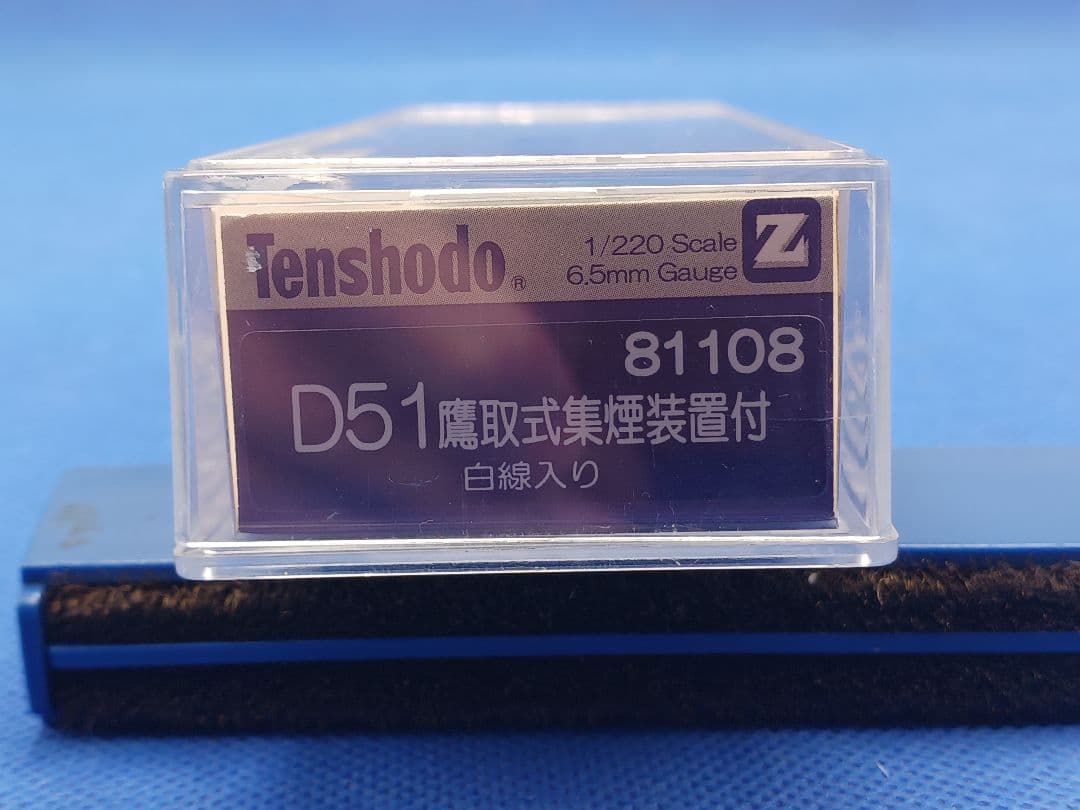 Tenshodo®
1/220 Scale
6.5mm Gauge
Z
81108
D51鷹取式集煙装置付
白線入り